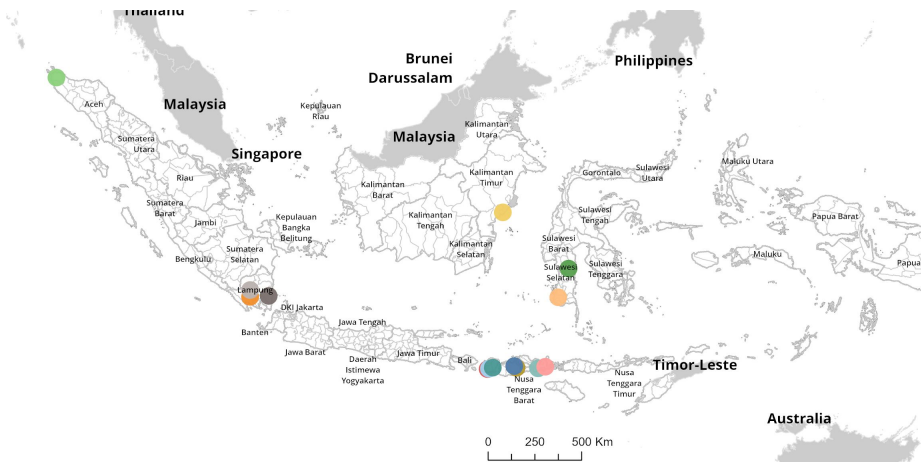 Thailand
Brunei
Darussalam
Philippines
Malaysia
Kepulauan
Riau
Aceh
Kalimantan
Utara
Malaysia
Sumatera
Utara
Singapore
Maluku Utara
Riau
Kalimantan
Timur
Gorontalo
Sulawesi
Utara
Kalimantan
Barat
Sumatera
Barat
Jambi
Kepulauan
Bangka
Belitung
Kalimantan
Tengah
Sulawesi
Tengah
Papua Barat
Sulawesi
Barat
Kalimantan
Selatan
Sumatera
Selatan
Bengkulu
Maluku
Papua
Sulawesi
Selatan
Sulawesi
Tenggara
Lampung
DKI Jakarta
Jawa Tengah
Banten
Jawa Barat
Daerah
Istimewa
Yogyakarta
Jawa Timur
Bali
Nusa
Tenggara
Barat
Nusa
Tenggara
Timur
Timor-Leste
Australia
0 250 500 Km